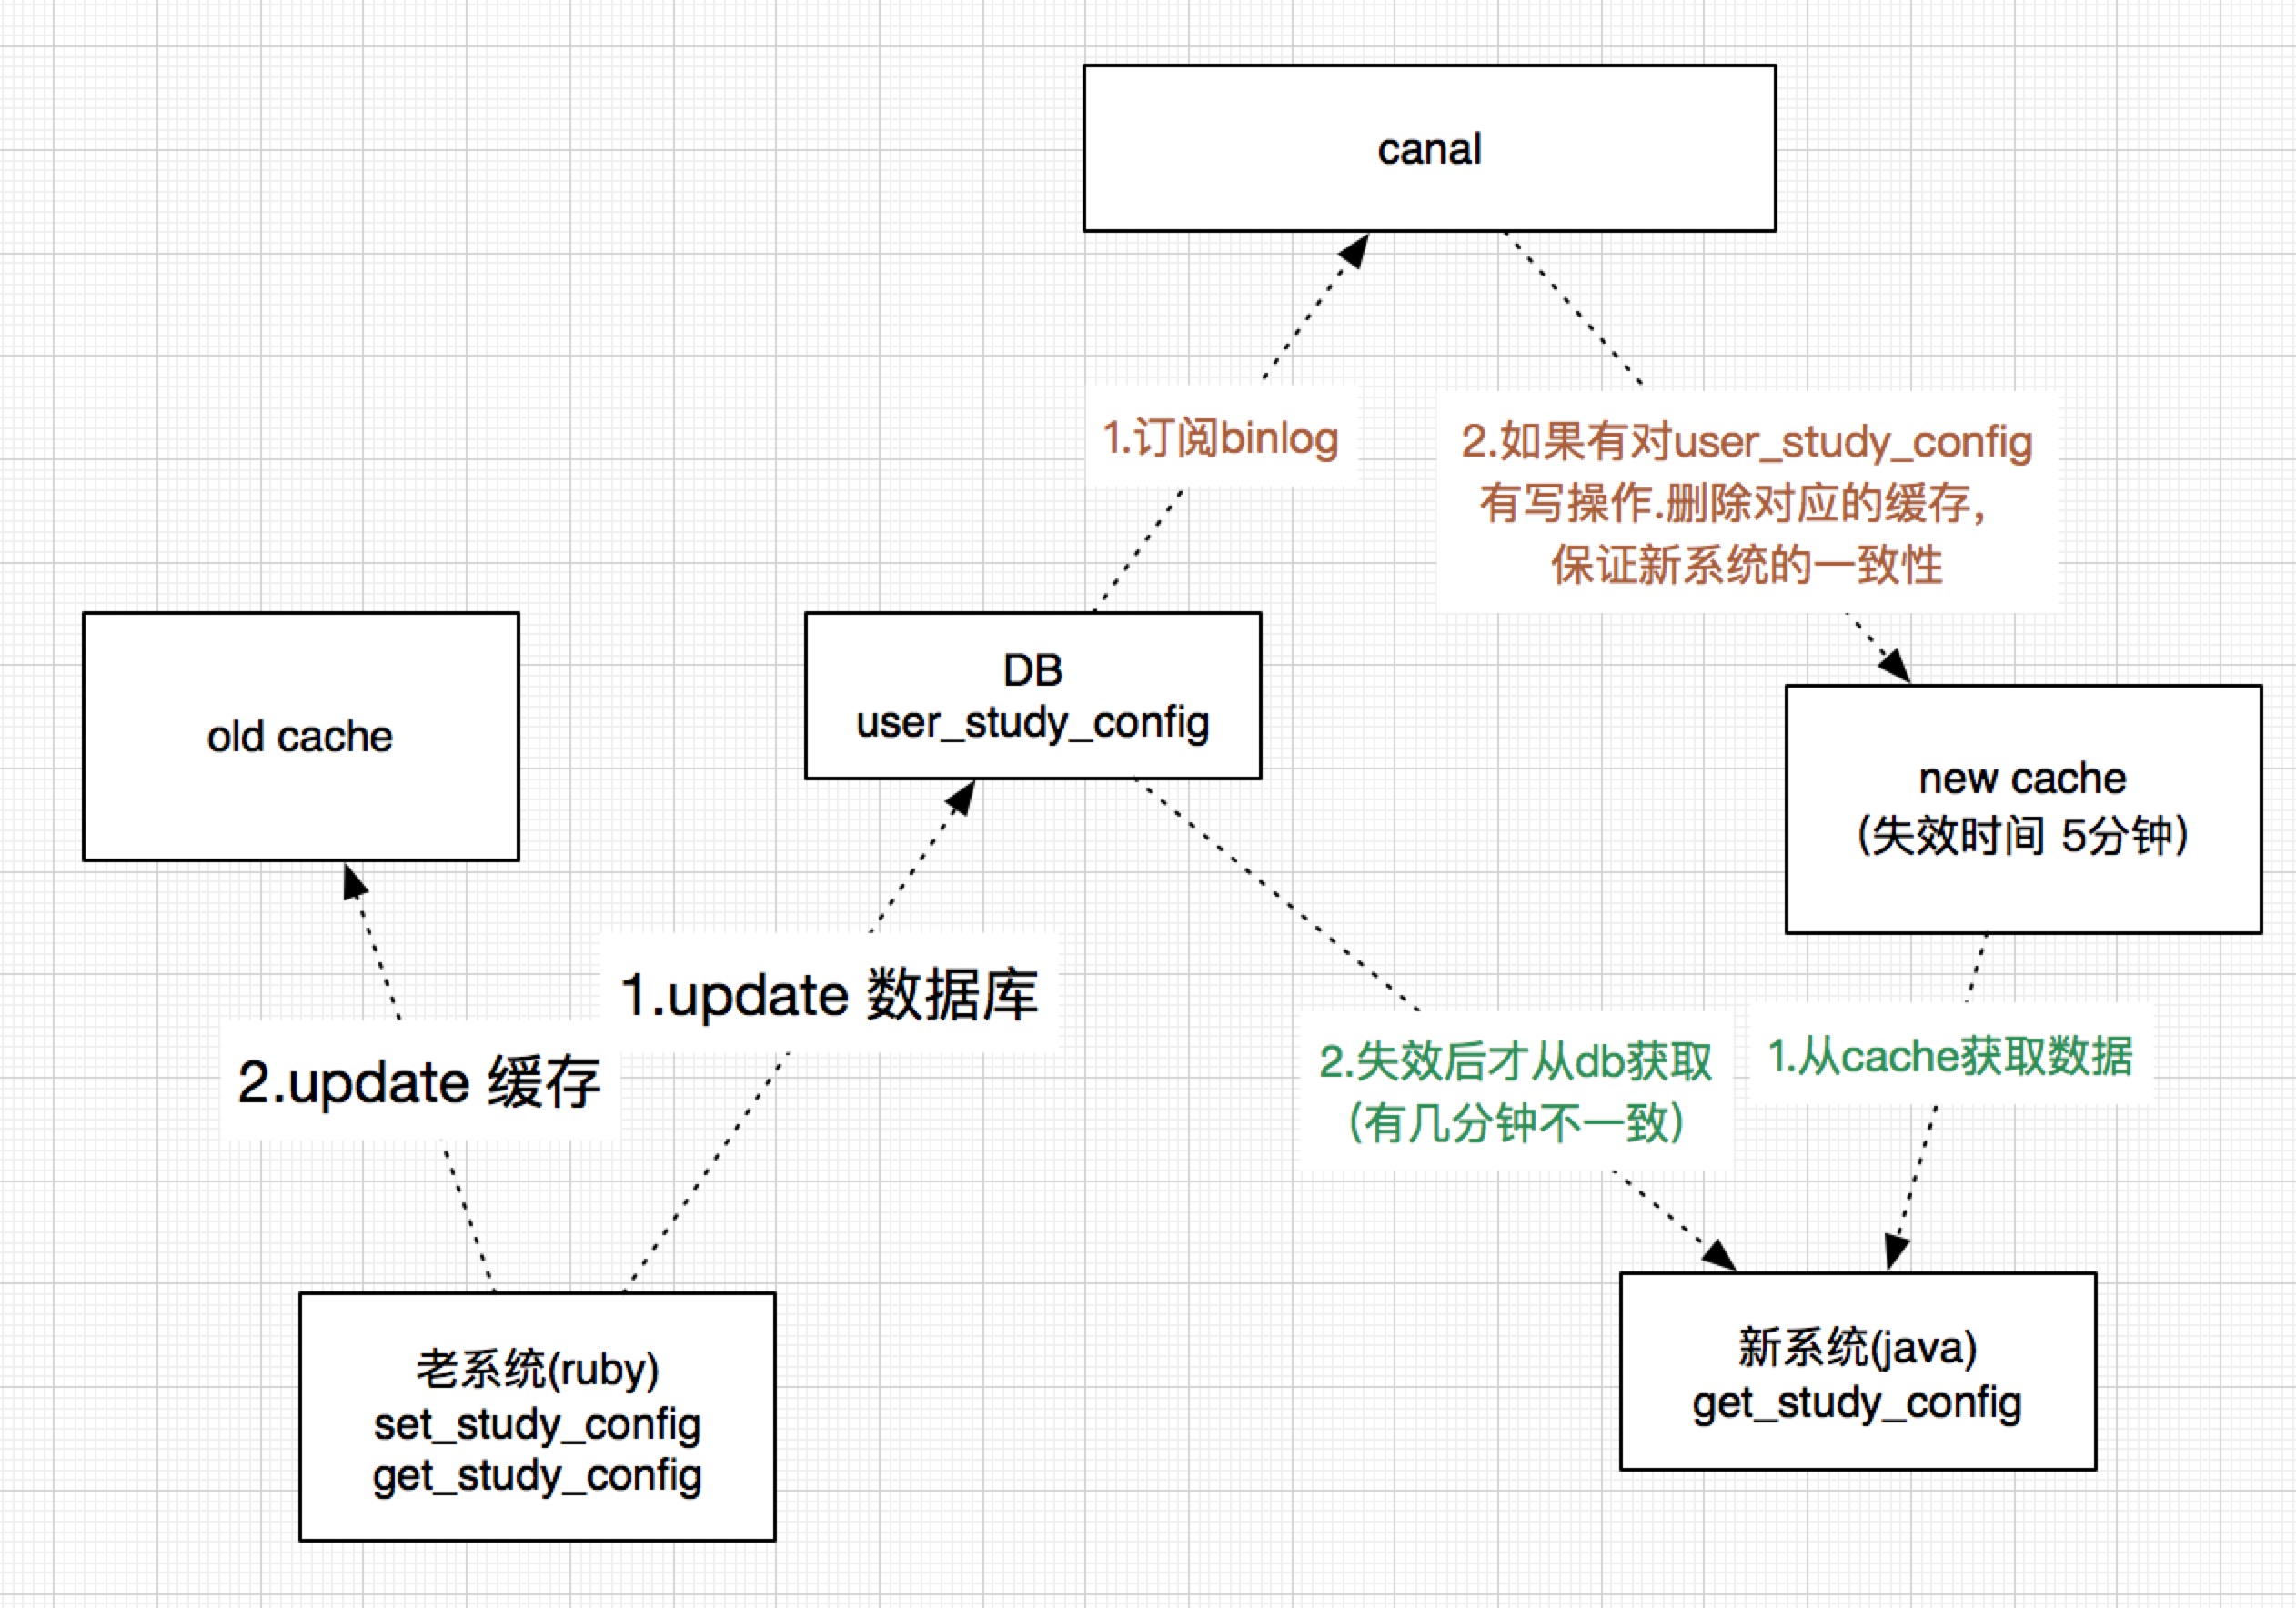 canal
1.订阅binlog
2.如果有对user_study_config
有写操作.删除对应的缓存,
保证新系统的一致性
old cache
DB
user_study_config
new cache
(失效时间 5分钟)
1.update 数据库
2.update 缓存
2.失效后才从db获取
(有几分钟不一致)
1.从cache获取数据
老系统(ruby)
set_study_config
get_study_config
新系统(java)
get_study_config